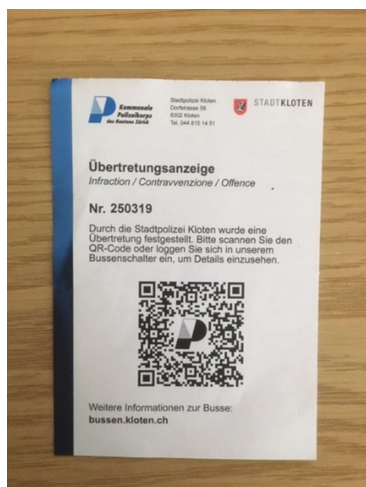 Kommunale
Polizeikorps
des Kantons Zürich
Stadtpolizei Kloten
Dorfstrasse 58
8302 Kloten
Tel. 044 815 14 51
STADTKLOTEN
Übertretungsanzeige
Infraction / Contravvenzione / Offence
Nr. 250319
Durch die Stadtpolizei Kloten wurde eine
Übertretung festgestellt. Bitte scannen Sie den
QR-Code oder loggen Sie sich in unserem
Bussenschalter ein, um Details einzusehen.
Weitere Informationen zur Busse:
bussen.kloten.ch